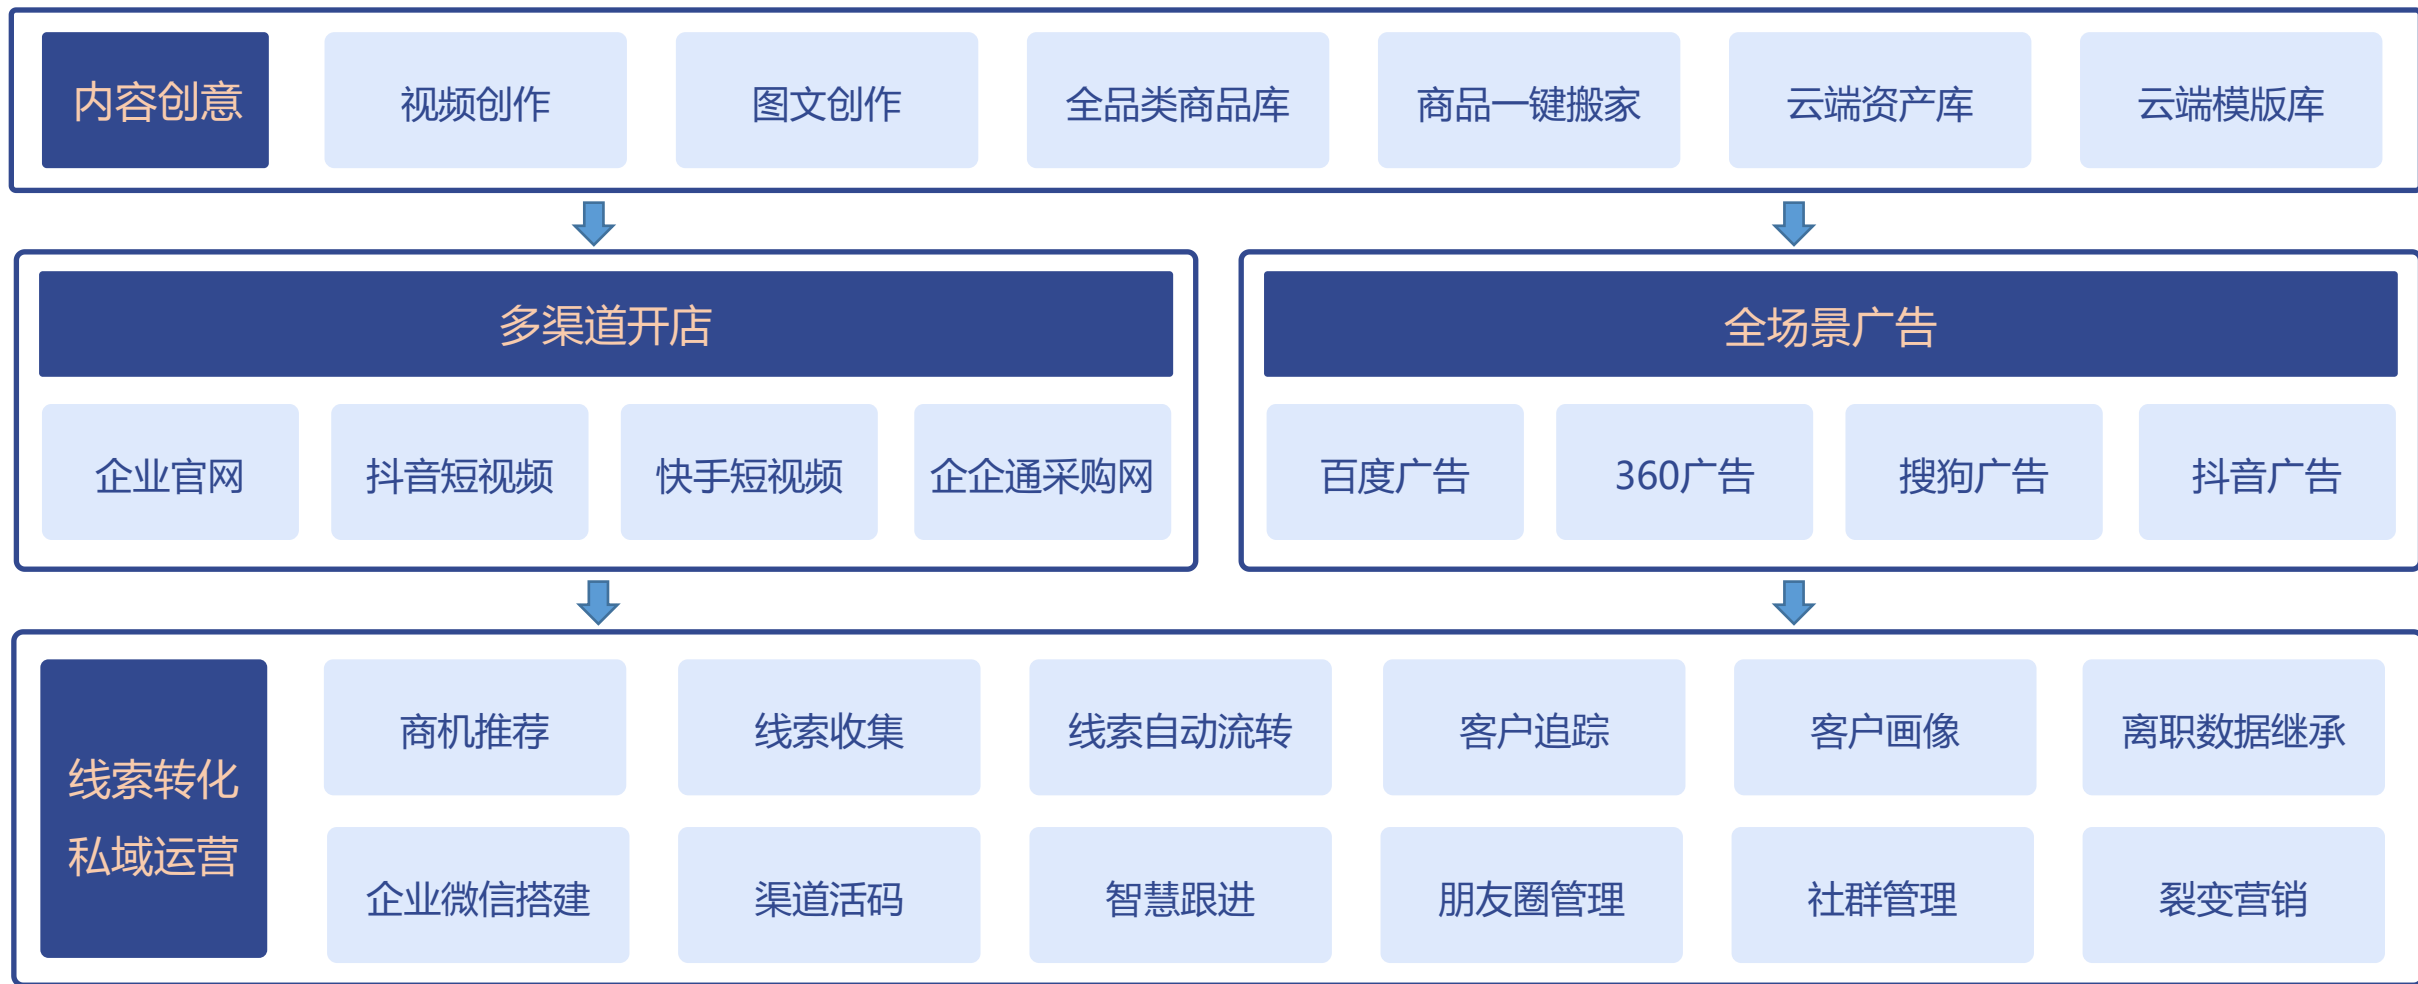 内容创意
视频创作
图文创作
全品类商品库
商品一键搬家
云端资产库
云端模版库
多渠道开店
企业官网
抖音短视频
快手短视频
企企通采购网
全场景广告
百度广告
360广告
搜狗广告
抖音广告
线索转化
私域运营
商机推荐
线索收集
线索自动流转
客户追踪
客户画像
离职数据继承
企业微信搭建
渠道活码
智慧跟进
朋友圈管理
社群管理
裂变营销